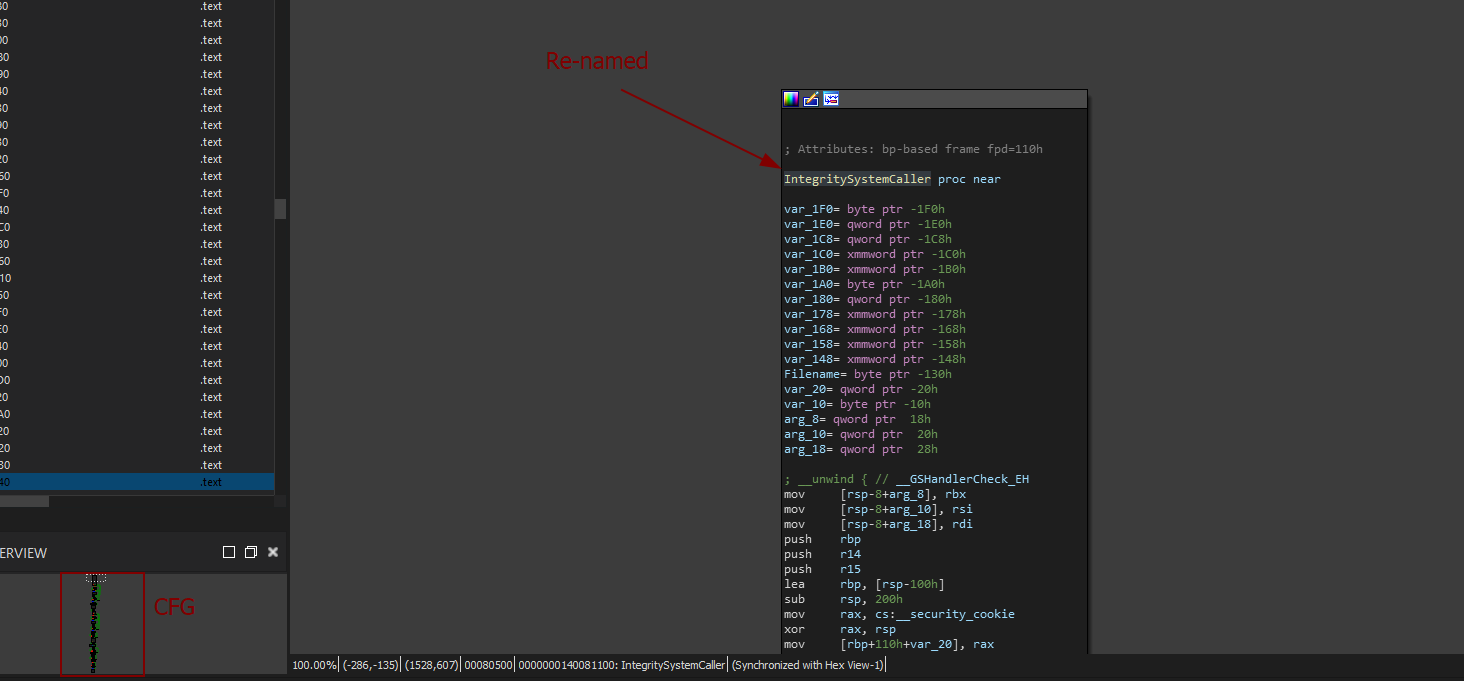 30 .text
30 .text
00 .text
80 .text
90 .text
40 .text
30 .text
90 .text
30 .text
20 .text
60 .text
F0 .text
40 .text
C0 .text
30 .text
60 .text
10 .text
50 .text
F0 .text
E0 .text
40 .text
00 .text
D0 .text
20 .text
A0 .text
20 .text
20 .text
30 .text
40 .text
ERVIEW
CFG
Re-named
; Attributes: bp-based frame fpd=110h
IntegritySystemCaller proc near
var_1F0= byte ptr -1F0h
var_1E0= qword ptr -1E0h
var_1C8= qword ptr -1C8h
var_1C0= xmmword ptr -1C0h
var_1B0= xmmword ptr -1B0h
var_1A0= byte ptr -1A0h
var_180= qword ptr -180h
var_178= xmmword ptr -178h
var_168= xmmword ptr -168h
var_158= xmmword ptr -158h
var_148= xmmword ptr -148h
Filename= byte ptr -130h
var_20= qword ptr -20h
var_10= byte ptr -10h
arg_8= qword ptr  18h
arg_10= qword ptr  20h
arg_18= qword ptr  28h
; __unwind { // __GSHandlerCheck_EH
mov     [rsp-8+arg_8], rbx
mov     [rsp-8+arg_10], rsi
mov     [rsp-8+arg_18], rdi
push    rbp
push    r14
push    r15
lea     rbp, [rsp-100h]
sub     rsp, 200h
mov     rax, cs:__security_cookie
xor     rax, rsp
mov     [rbp+110h+var_20], rax
100.00% (-286,-135) (1528,607) 00080500 0000000140081100: IntegritySystemCaller (Synchronized with Hex View-1)